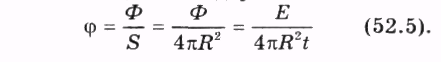 φ = Φ/S = Φ/4πR² = E/4πR²t (52.5).